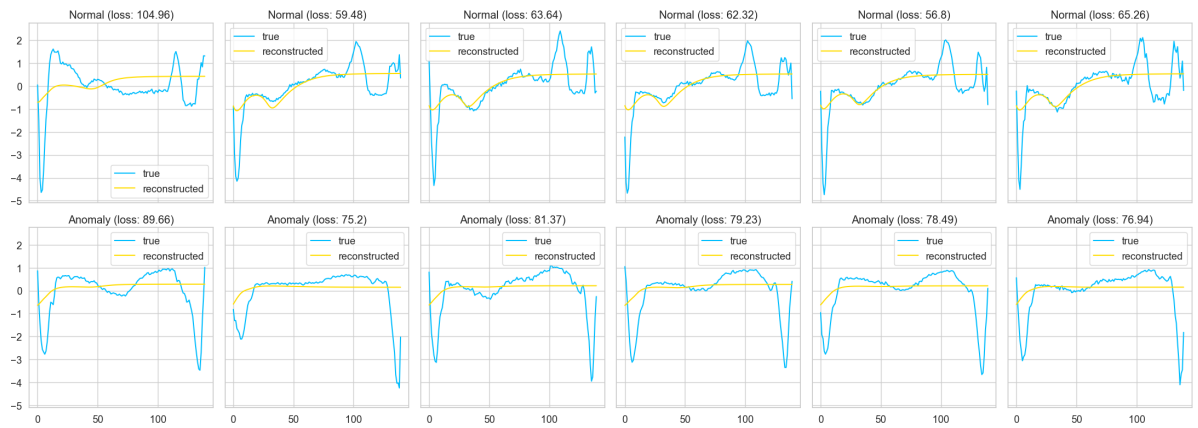 Normal (loss: 104.96)
Normal (loss: 59.48)
Normal (loss: 63.64)
Normal (loss: 62.32)
Normal (loss: 56.8)
Normal (loss: 65.26)
2
1
0
−1
−2
−3
−4
−5
true
reconstructed
true
reconstructed
true
reconstructed
true
reconstructed
true
reconstructed
true
reconstructed
Anomaly (loss: 89.66)
Anomaly (loss: 75.2)
Anomaly (loss: 81.37)
Anomaly (loss: 79.23)
Anomaly (loss: 78.49)
Anomaly (loss: 76.94)
2
1
0
−1
−2
−3
−4
−5
true
reconstructed
true
reconstructed
true
reconstructed
true
reconstructed
true
reconstructed
true
reconstructed
0 50 100
0 50 100
0 50 100
0 50 100
0 50 100
0 50 100